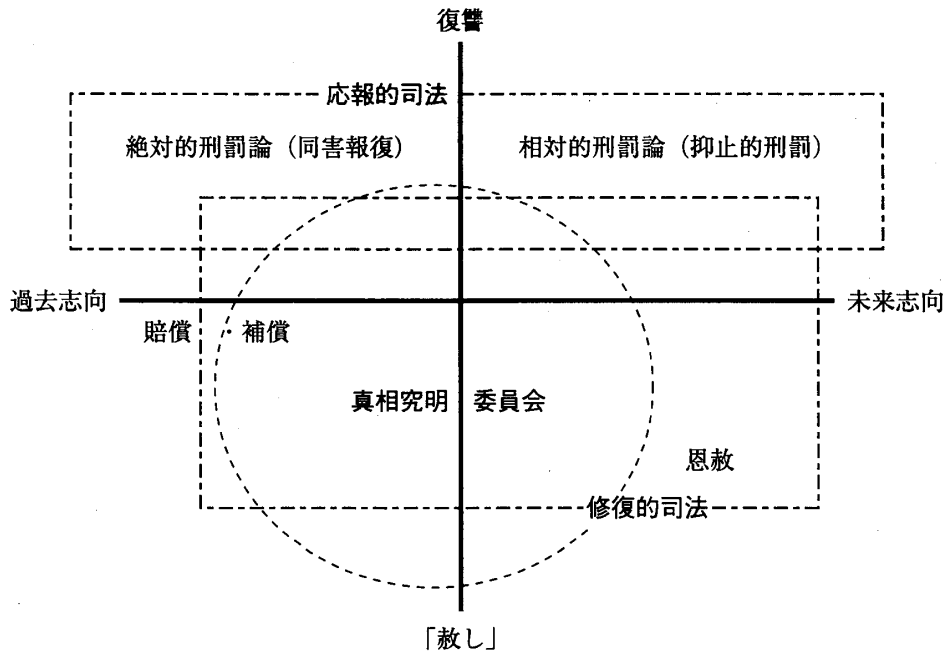 復讐
応報的司法
絶対的刑罰論（同害報復）
相対的刑罰論（抑止的刑罰）
過去志向
未来志向
賠償・補償
真相究明委員会
恩赦
修復的司法
「赦し」